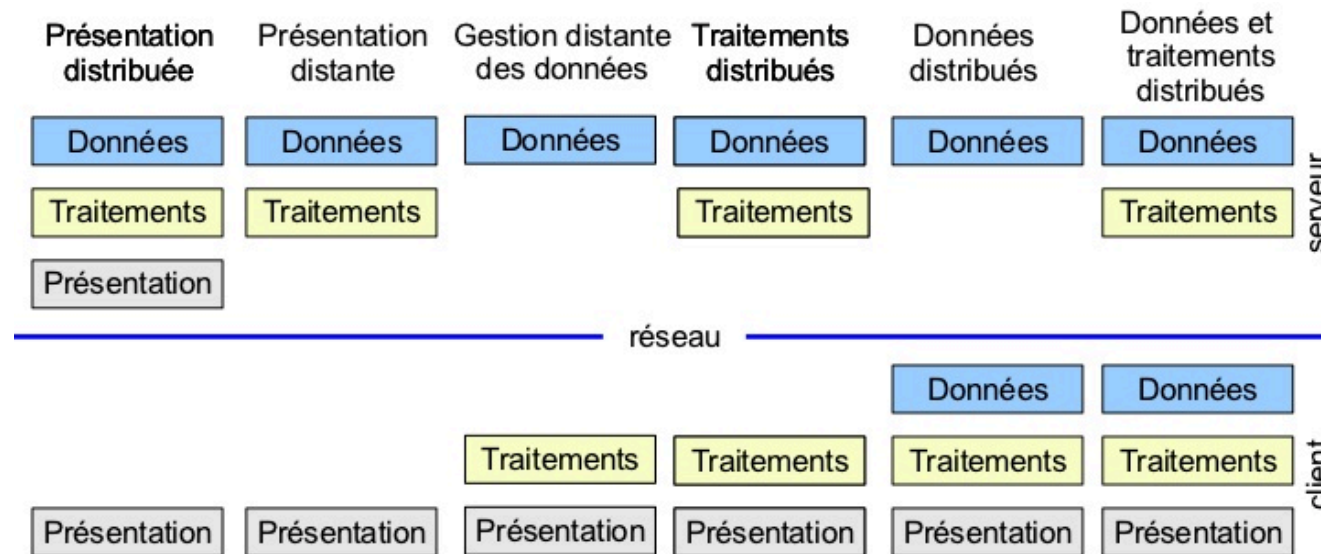 Présentation
distribuée
Présentation
distante
Gestion distante
des données
Traitements
distribués
Données
distribués
Données et
traitements
distribués
Données
Données
Données
Données
Données
Données
Traitements
Traitements
Traitements
Traitements
serveur
Présentation
réseau
Données
Données
Traitements
Traitements
Traitements
Traitements
client
Présentation
Présentation
Présentation
Présentation
Présentation
Présentation